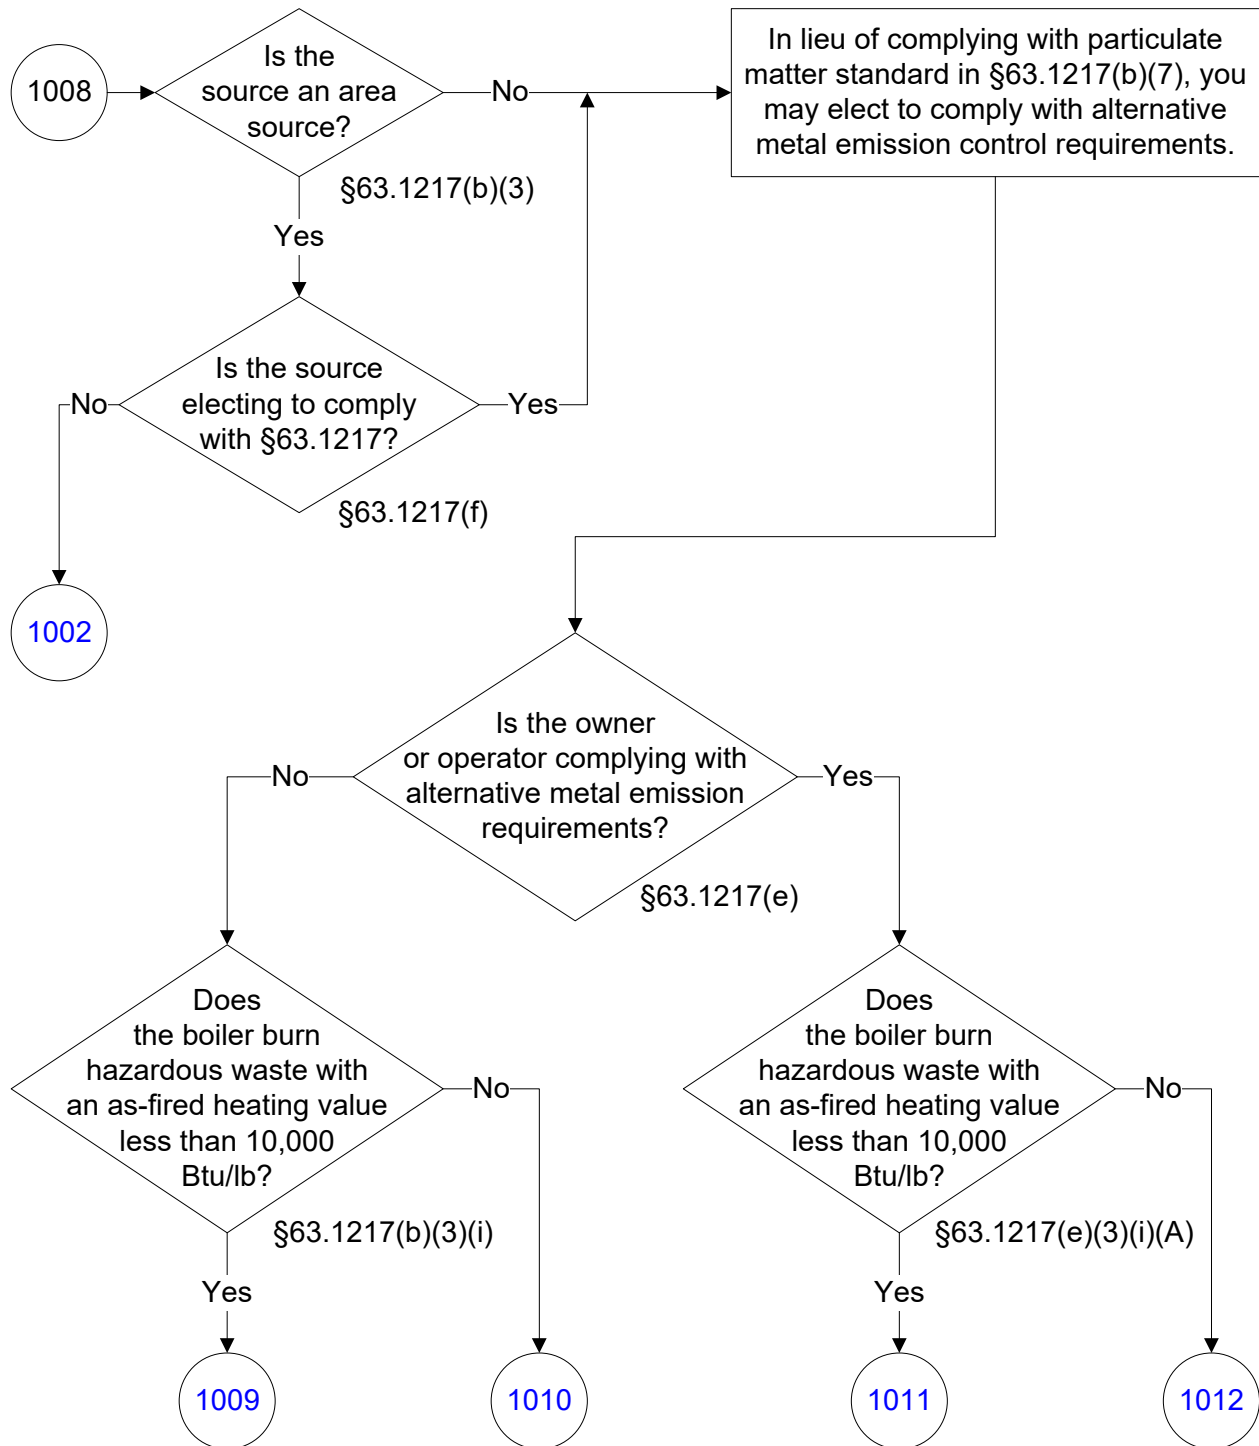 1008
Is the
source an area
source?
No
In lieu of complying with particulate
matter standard in §63.1217(b)(7), you
may elect to comply with alternative
metal emission control requirements.
§63.1217(b)(3)
Yes
Is the source
electing to comply
with §63.1217?
No
Yes
§63.1217(f)
1002
Is the owner
or operator complying with
alternative metal emission
requirements?
No
Yes
§63.1217(e)
Does
the boiler burn
hazardous waste with
an as-fired heating value
less than 10,000
Btu/lb?
No
§63.1217(b)(3)(i)
Yes
1009
1010
Does
the boiler burn
hazardous waste with
an as-fired heating value
less than 10,000
Btu/lb?
No
§63.1217(e)(3)(i)(A)
Yes
1011
1012